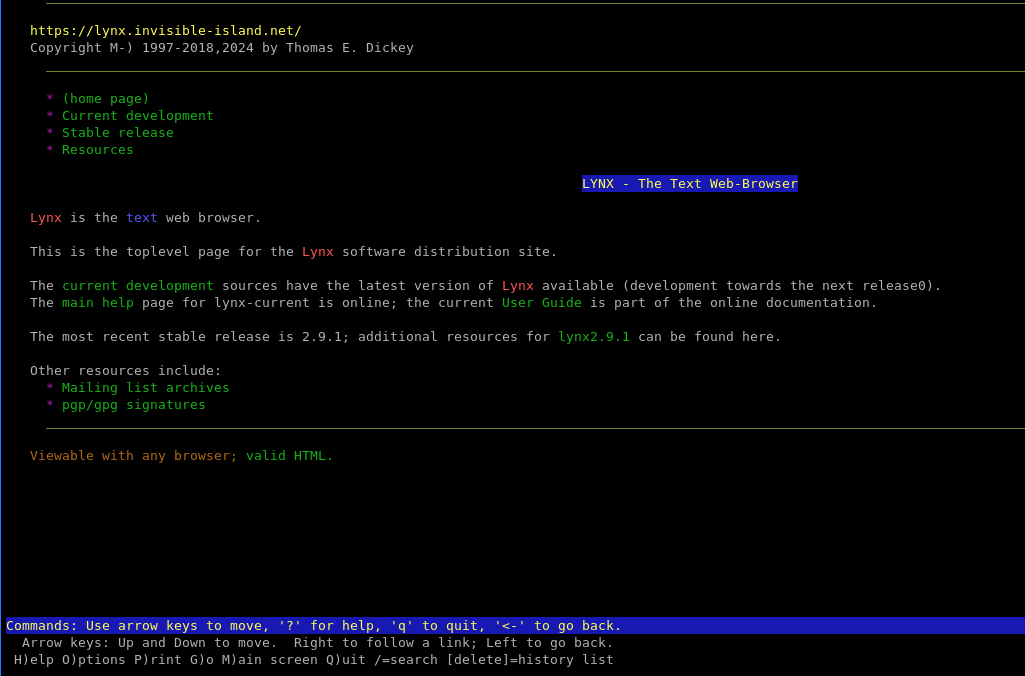 https://lynx.invisible-island.net/
Copyright M-) 1997-2018,2024 by Thomas E. Dickey
* (home page)
* Current development
* Stable release
* Resources
LYNX - The Text Web-Browser
Lynx is the text web browser.
This is the toplevel page for the Lynx software distribution site.
The current development sources have the latest version of Lynx available (development towards the next release0).
The main help page for lynx-current is online; the current User Guide is part of the online documentation.
The most recent stable release is 2.9.1; additional resources for lynx2.9.1 can be found here.
Other resources include:
* Mailing list archives
* pgp/gpg signatures
Viewable with any browser; valid HTML.
Commands: Use arrow keys to move, '?' for help, 'q' to quit, '<-' to go back.
Arrow keys: Up and Down to move.  Right to follow a link; Left to go back.
H)elp O)ptions P)rint G)o M)ain screen Q)uit /=search [delete]=history list